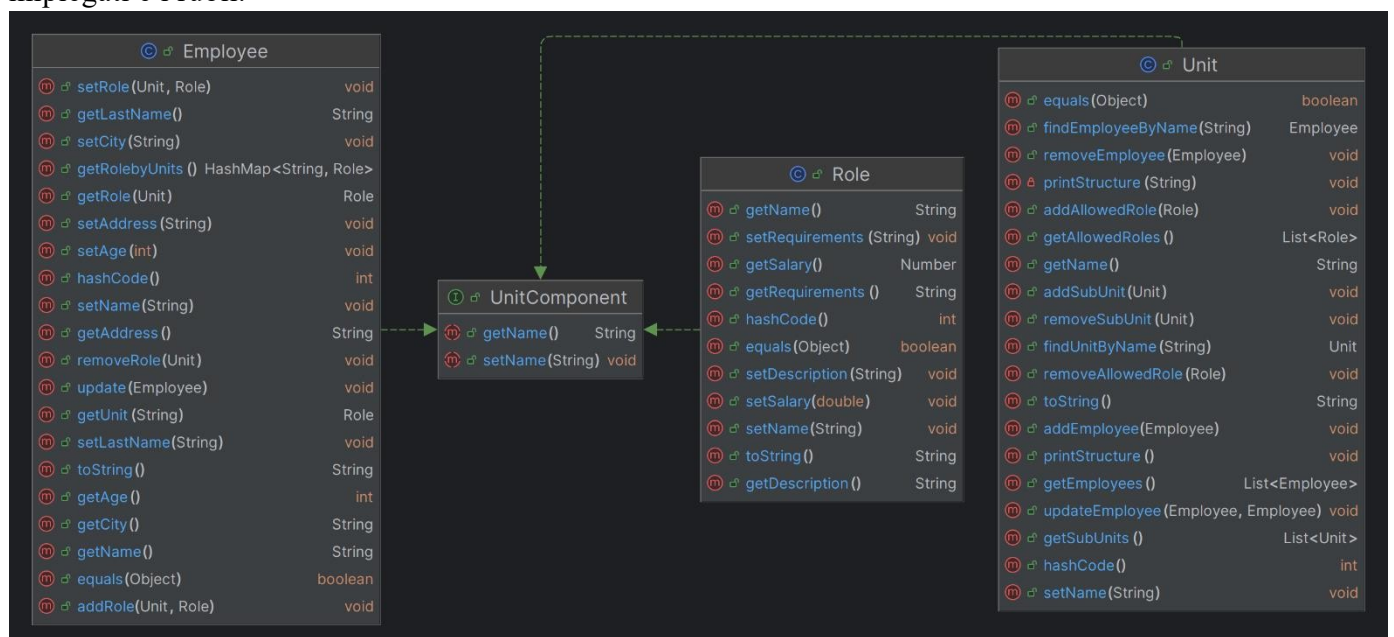 Employee
setRole(Unit, Role) void
getLastName() String
setCity(String) void
getRolebyUnits() HashMap<String, Role>
getRole(Unit) Role
setAddress(String) void
setAge(int) void
hashCode() int
setName(String) void
getAddress() String
removeRole(Unit) void
update(Employee) void
getUnit(String) Role
setLastName(String) void
toString() String
getAge() int
getCity() String
getName() String
equals(Object) boolean
addRole(Unit, Role) void
UnitComponent
getName() String
setName(String) void
Role
getName() String
setRequirements(String) void
getSalary() Number
getRequirements() String
hashCode() int
equals(Object) boolean
setDescription(String) void
setSalary(double) void
setName(String) void
toString() String
getDescription() String
Unit
equals(Object) boolean
findEmployeeByName(String) Employee
removeEmployee(Employee) void
printStructure(String) void
addAllowedRole(Role) void
getAllowedRoles() List<Role>
getName() String
addSubUnit(Unit) void
removeSubUnit(Unit) void
findUnitByName(String) Unit
removeAllowedRole(Role) void
toString() String
addEmployee(Employee) void
printStructure() void
getEmployees() List<Employee>
updateEmployee(Employee, Employee) void
getSubUnits() List<Unit>
hashCode() int
setName(String) void